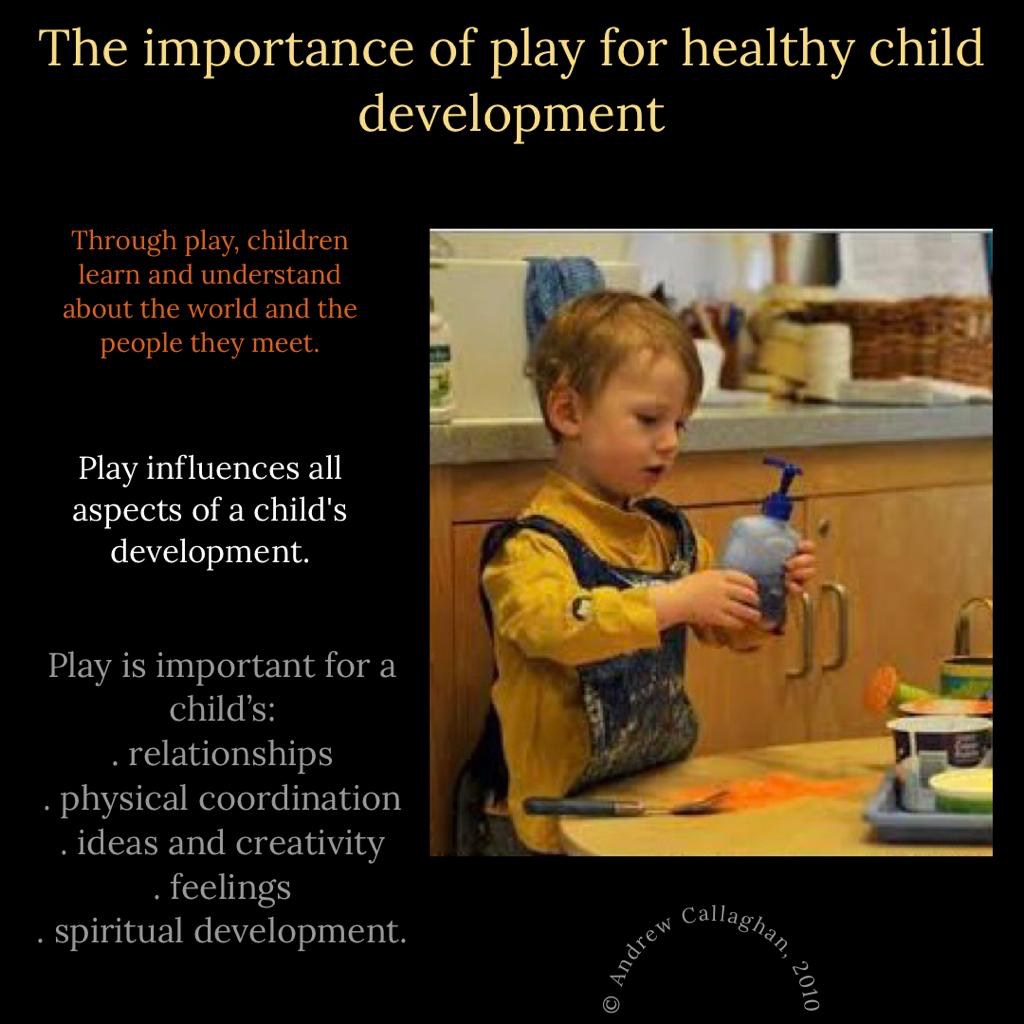 The importance of play for healthy child
development
Through play, children
learn and understand
about the world and the
people they meet.
Play influences all
aspects of a child's
development.
Play is important for a
child’s:
. relationships
. physical coordination
. ideas and creativity
. feelings
. spiritual development.
© Andrew Callaghan, 2010